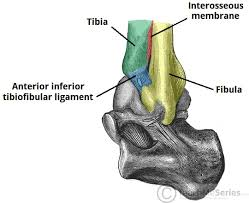 Interosseous
membrane
Tibia
Anterior inferior
tibiofibular ligament
Fibula